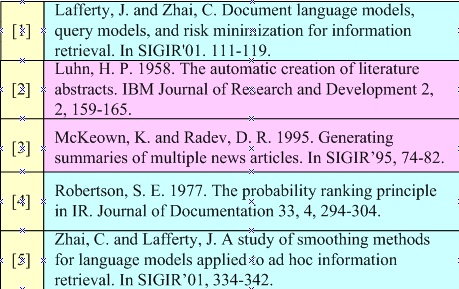 [1] Lafferty, J. and Zhai, C. Document language models,
query models, and risk minimization for information
retrieval. In SIGIR'01. 111-119.
[2] Luhn, H. P. 1958. The automatic creation of literature
abstracts. IBM Journal of Research and Development 2,
2, 159-165.
[3] McKeown, K. and Radev, D. R. 1995. Generating
summaries of multiple news articles. In SIGIR’95, 74-82.
[4] Robertson, S. E. 1977. The probability ranking principle
in IR. Journal of Documentation 33, 4, 294-304.
[5] Zhai, C. and Lafferty, J. A study of smoothing methods
for language models applied to ad hoc information
retrieval. In SIGIR’01, 334-342.